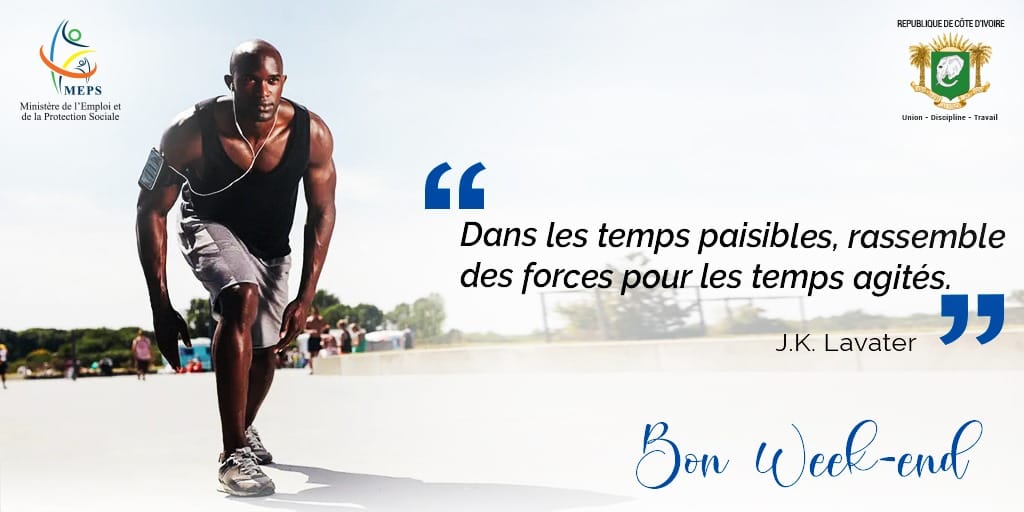 MEPS
Ministère de l'Emploi et
de la Protection Sociale
REPUBLIQUE DE CÔTE D'IVOIRE
Union - Discipline - Travail
“
Dans les temps paisibles, rassemble
des forces pour les temps agités.
”
J.K. Lavater
Bon Week-end